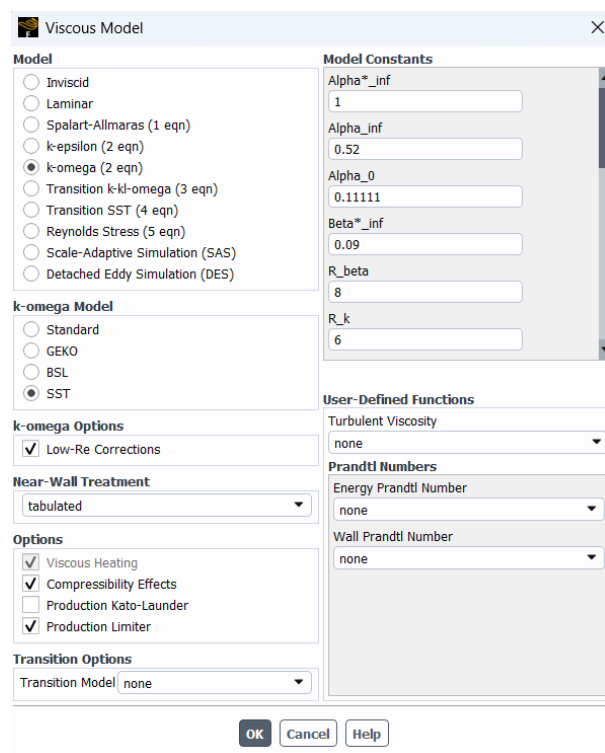 Viscous Model
Model
Inviscid
Laminar
Spalart-Allmaras (1 eqn)
k-epsilon (2 eqn)
k-omega (2 eqn)
Transition k-kl-omega (3 eqn)
Transition SST (4 eqn)
Reynolds Stress (5 eqn)
Scale-Adaptive Simulation (SAS)
Detached Eddy Simulation (DES)
k-omega Model
Standard
GEKO
BSL
SST
k-omega Options
Low-Re Corrections
Near-Wall Treatment
tabulated
Options
Viscous Heating
Compressibility Effects
Production Kato-Launder
Production Limiter
Transition Options
Transition Model none
Model Constants
Alpha*_inf
1
Alpha_inf
0.52
Alpha_0
0.11111
Beta*_inf
0.09
R_beta
8
R_k
6
User-Defined Functions
Turbulent Viscosity
none
Prandtl Numbers
Energy Prandtl Number
none
Wall Prandtl Number
none
OK Cancel Help